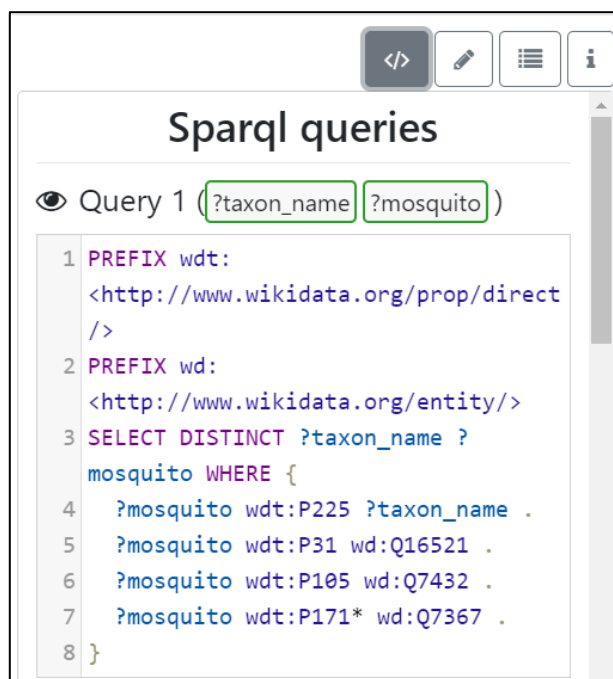 </>
Sparql queries
Query 1 ( ?taxon_name ?mosquito )
1 PREFIX wdt:
<http://www.wikidata.org/prop/direct
/>
2 PREFIX wd:
<http://www.wikidata.org/entity/>
3 SELECT DISTINCT ?taxon_name ?
mosquito WHERE {
4 ?mosquito wdt:P225 ?taxon_name .
5 ?mosquito wdt:P31 wd:Q16521 .
6 ?mosquito wdt:P105 wd:Q7432 .
7 ?mosquito wdt:P171* wd:Q7367 .
8 }